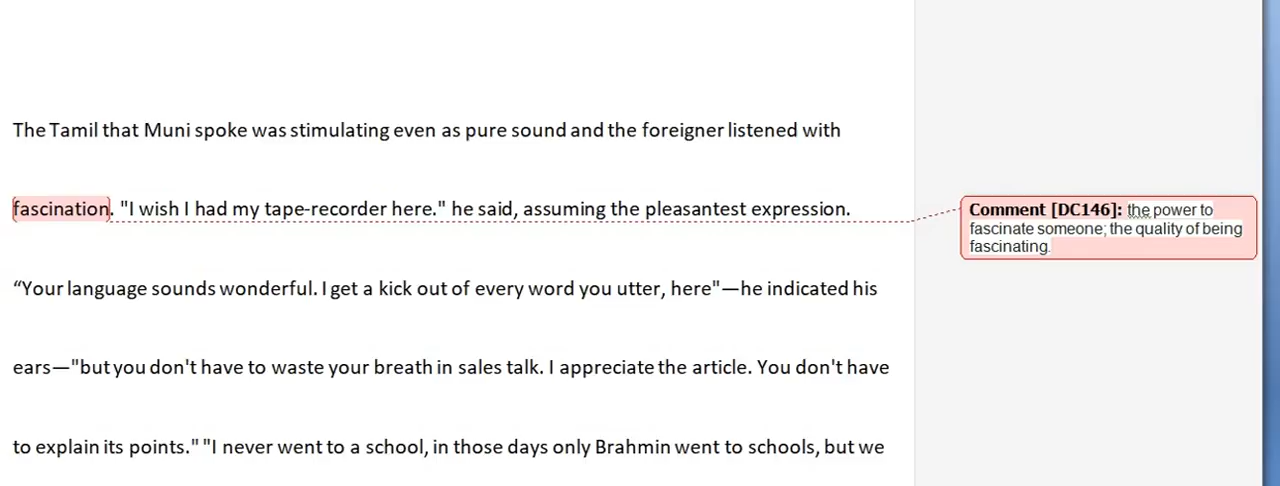 The Tamil that Muni spoke was stimulating even as pure sound and the foreigner listened with
fascination. "I wish I had my tape-recorder here." he said, assuming the pleasantest expression.
“Your language sounds wonderful. I get a kick out of every word you utter, here"—he indicated his
ears—"but you don't have to waste your breath in sales talk. I appreciate the article. You don't have
to explain its points." "I never went to a school, in those days only Brahmin went to schools, but we
Comment [DC146]: the power to
fascinate someone; the quality of being
fascinating.